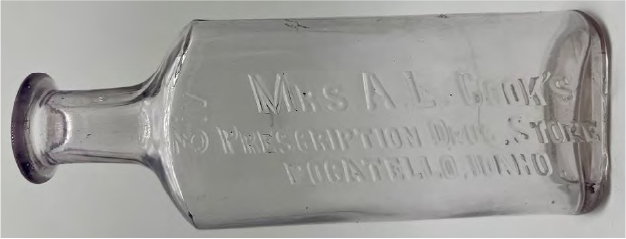 MRS A.L. COOK'S
PRESCRIPTION DRUG STORE
POCATELLO, IDAHO.